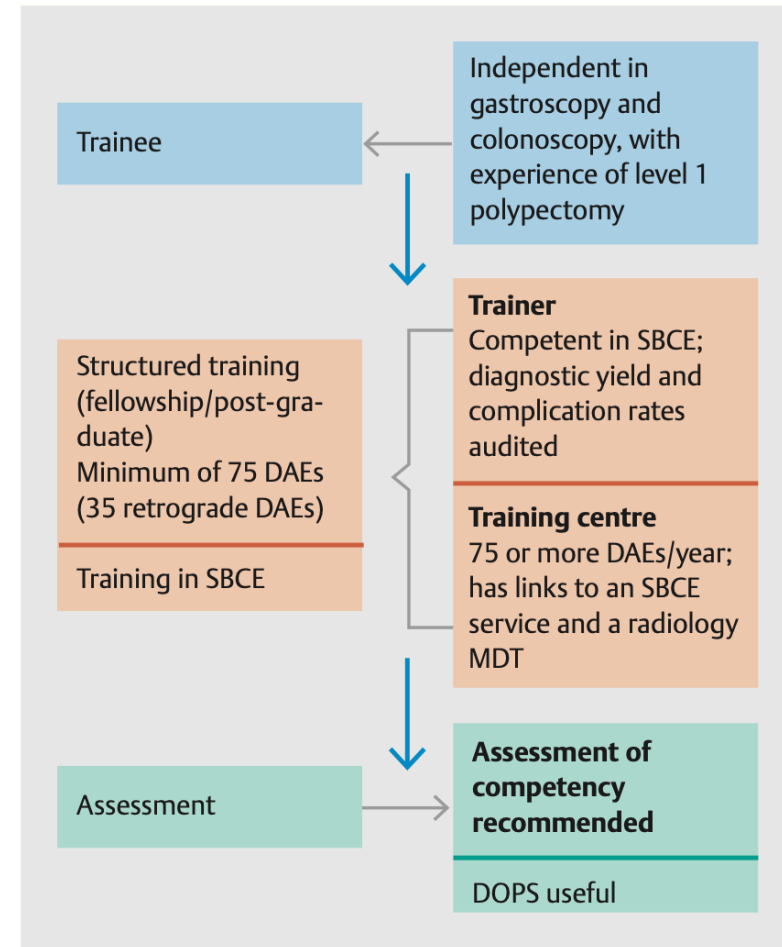 Trainee
Independent in
gastroscopy and
colonoscopy, with
experience of level 1
polypectomy
Structured training
(fellowship/post-gra-
duate)
Minimum of 75 DAEs
(35 retrograde DAEs)
Training in SBCE
Trainer
Competent in SBCE;
diagnostic yield and
complication rates
audited
Training centre
75 or more DAEs/year;
has links to an SBCE
service and a radiology
MDT
Assessment
Assessment of
competency
recommended
DOPS useful